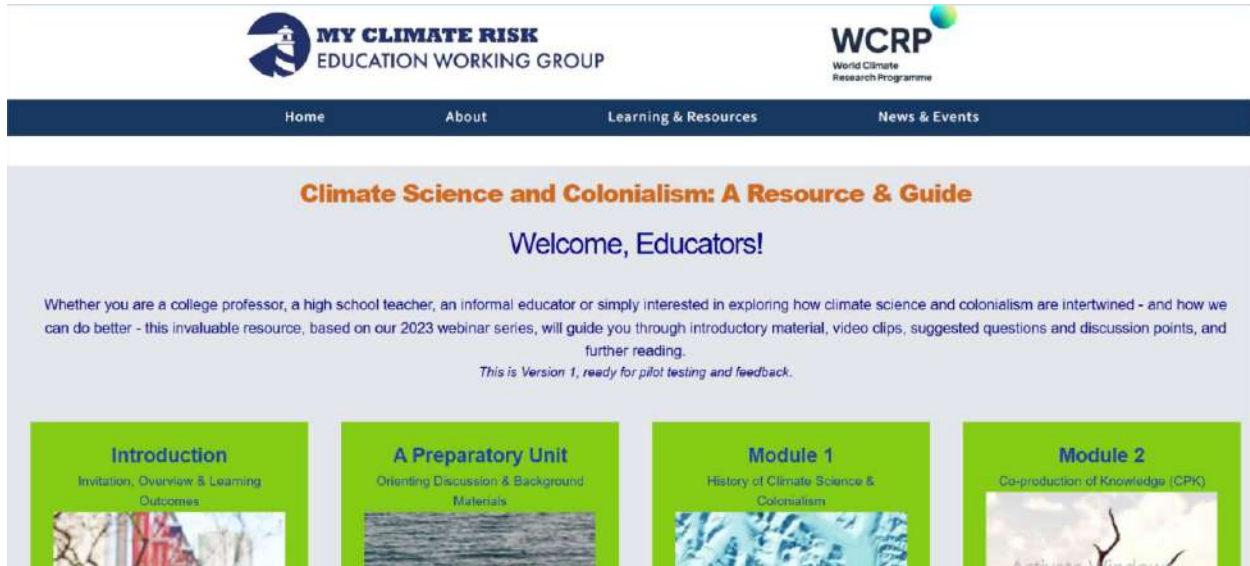 MY CLIMATE RISK
EDUCATION WORKING GROUP
WCRP
World Climate
Research Programme
Home About Learning & Resources News & Events
Climate Science and Colonialism: A Resource & Guide
Welcome, Educators!
Whether you are a college professor, a high school teacher, an informal educator or simply interested in exploring how climate science and colonialism are intertwined - and how we
can do better - this invaluable resource, based on our 2023 webinar series, will guide you through introductory material, video clips, suggested questions and discussion points, and
further reading.
This is Version 1, ready for pilot testing and feedback.
Introduction
Invitation, Overview & Learning
Outcomes
A Preparatory Unit
Orienting Discussion & Background
Materials
Module 1
History of Climate Science &
Colonialism
Module 2
Co-production of Knowledge (CPK)
Activate Window